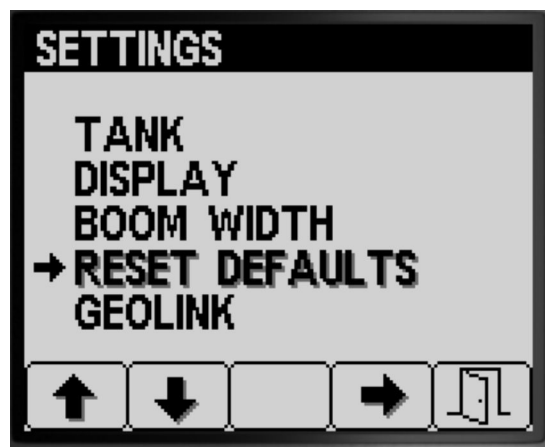 SETTINGS
TANK
DISPLAY
BOOM WIDTH
RESET DEFAULTS
GEOLINK